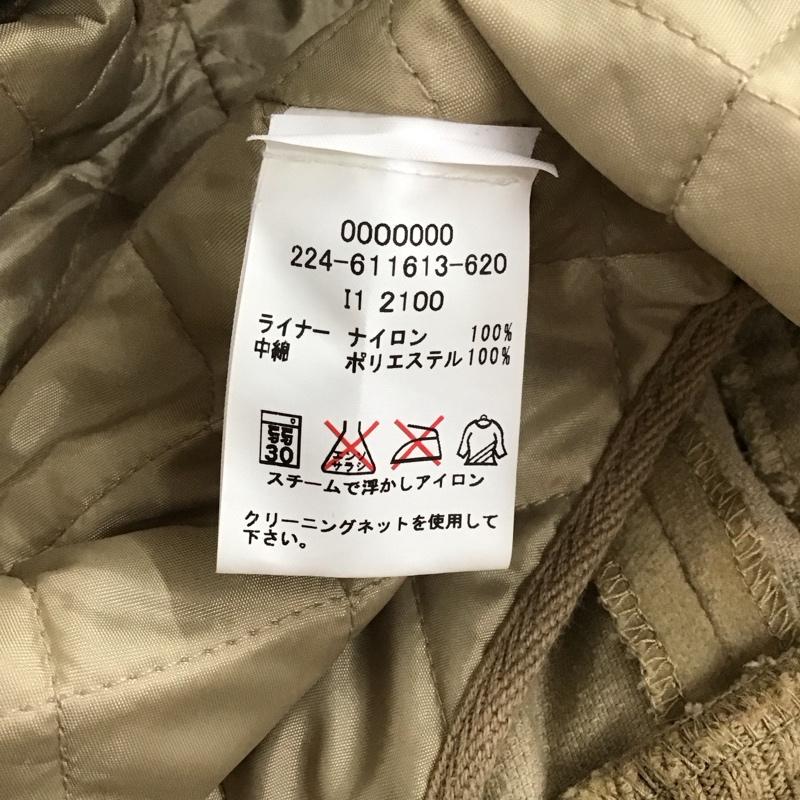 0000000
224-611613-620
I1 2100
ライナー ナイロン 100%
中綿 ポリエステル100%
弱 30 エンソ サラシ
スチームで浮かしアイロン
クリーニングネットを使用して
下さい。